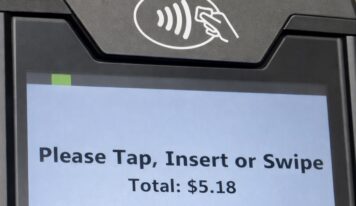 Please Tap, Insert or Swipe
Total: $5.18